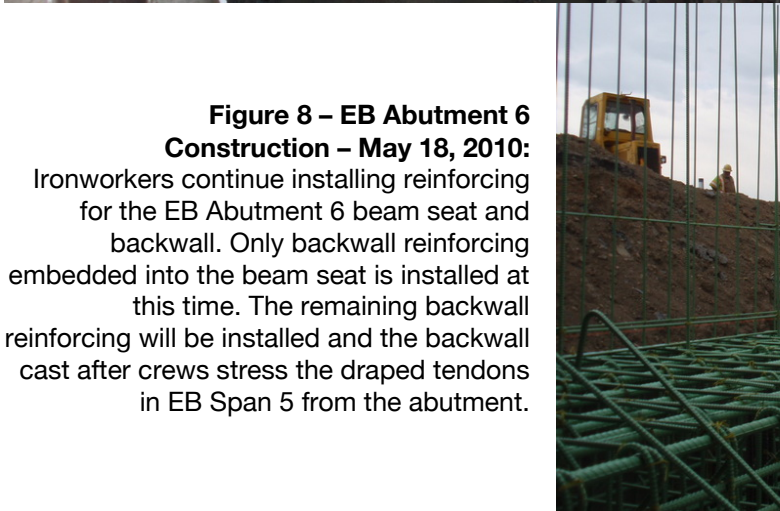 Figure 8 – EB Abutment 6
Construction – May 18, 2010:
Ironworkers continue installing reinforcing
for the EB Abutment 6 beam seat and
backwall. Only backwall reinforcing
embedded into the beam seat is installed at
this time. The remaining backwall
reinforcing will be installed and the backwall
cast after crews stress the draped tendons
in EB Span 5 from the abutment.